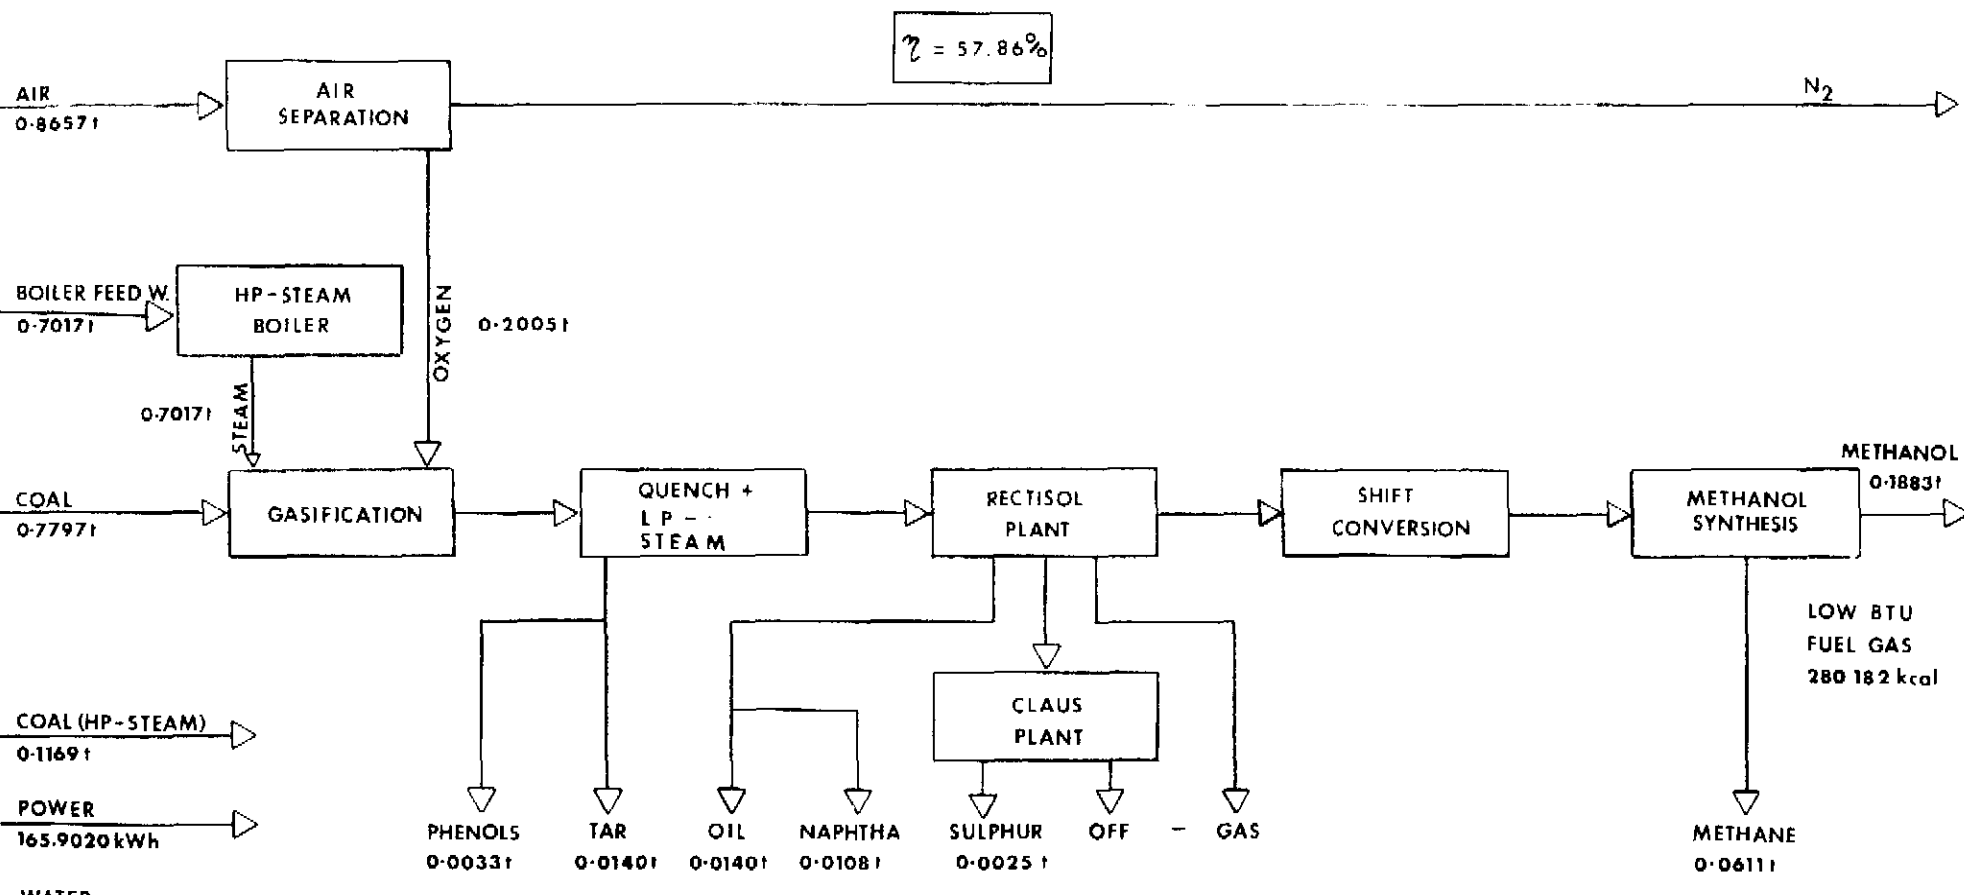 η = 57.86%
AIR
0.8657t
AIR
SEPARATION
N2
BOILER FEED W.
0.7017t
HP-STEAM
BOILER
OXYGEN
0.2005t
0.7017t
STEAM
COAL
0.7797t
GASIFICATION
QUENCH +
LP-
STEAM
RECTISOL
PLANT
SHIFT
CONVERSION
METHANOL
SYNTHESIS
METHANOL
0.1883t
LOW BTU
FUEL GAS
280 182 kcal
CLAUS
PLANT
COAL (HP-STEAM)
0.1169t
POWER
165.9020kWh
PHENOLS
0.0033t
TAR
0.0140t
OIL
0.0140t
NAPHTHA
0.0108t
SULPHUR
0.0025t
OFF - GAS
METHANE
0.0611t
WATER